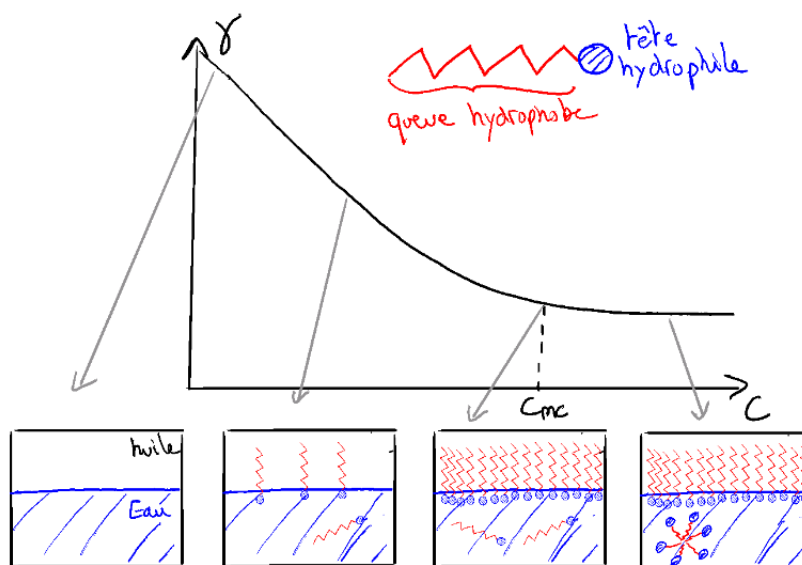 γ
tête
hydrophile
queue hydrophobe
Cmc
C
huile
Eau